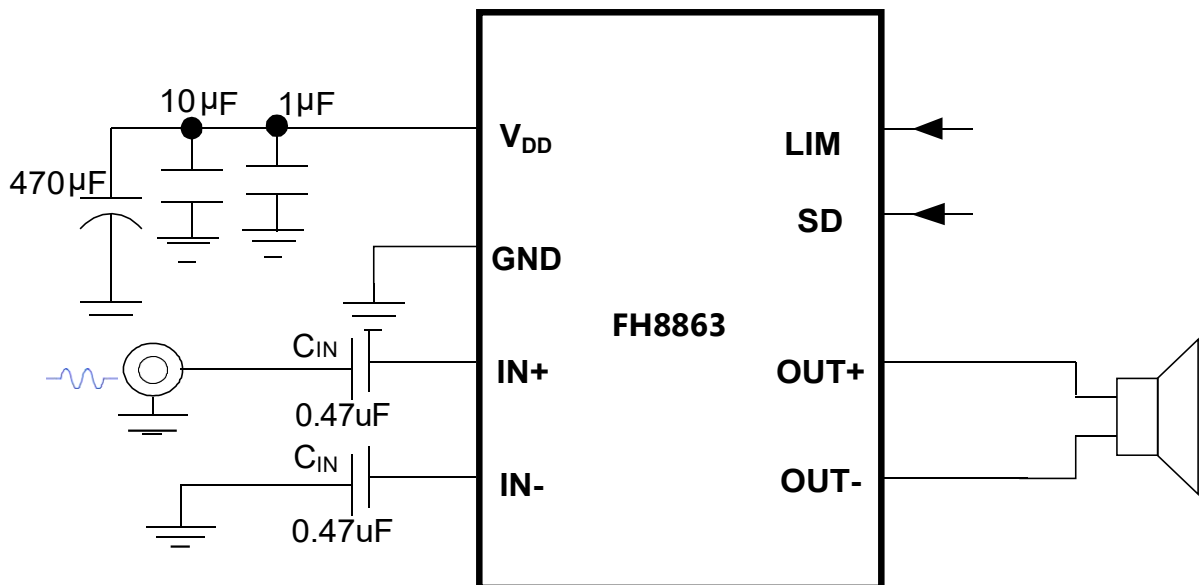 10μF
1μF
470μF
VDD
LIM
SD
GND
FH8863
CIN
IN+
OUT+
0.47uF
CIN
IN-
OUT-
0.47uF